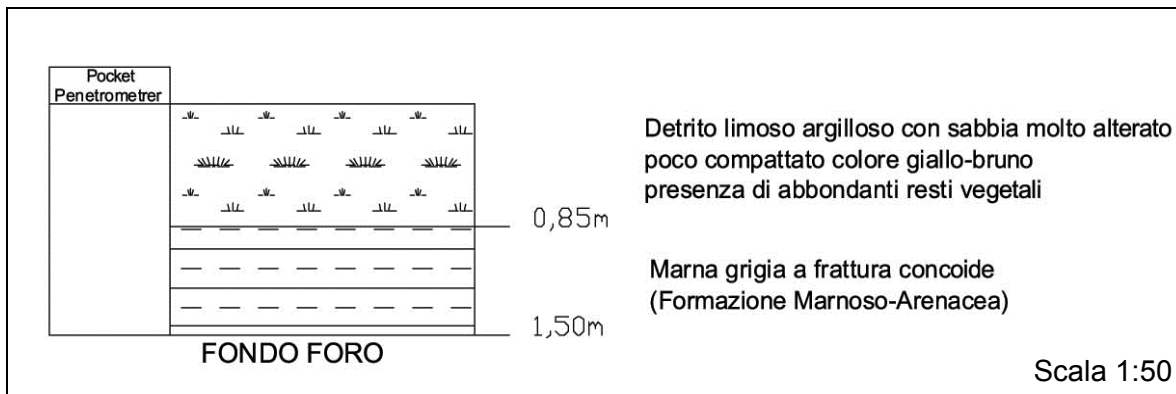 Pocket
Penetrometrer
Detrito limoso argilloso con sabbia molto alterato
poco compattato colore giallo-bruno
presenza di abbondanti resti vegetali
0,85m
Marna grigia a frattura concoide
(Formazione Marnoso-Arenacea)
1,50m
FONDO FORO
Scala 1:50